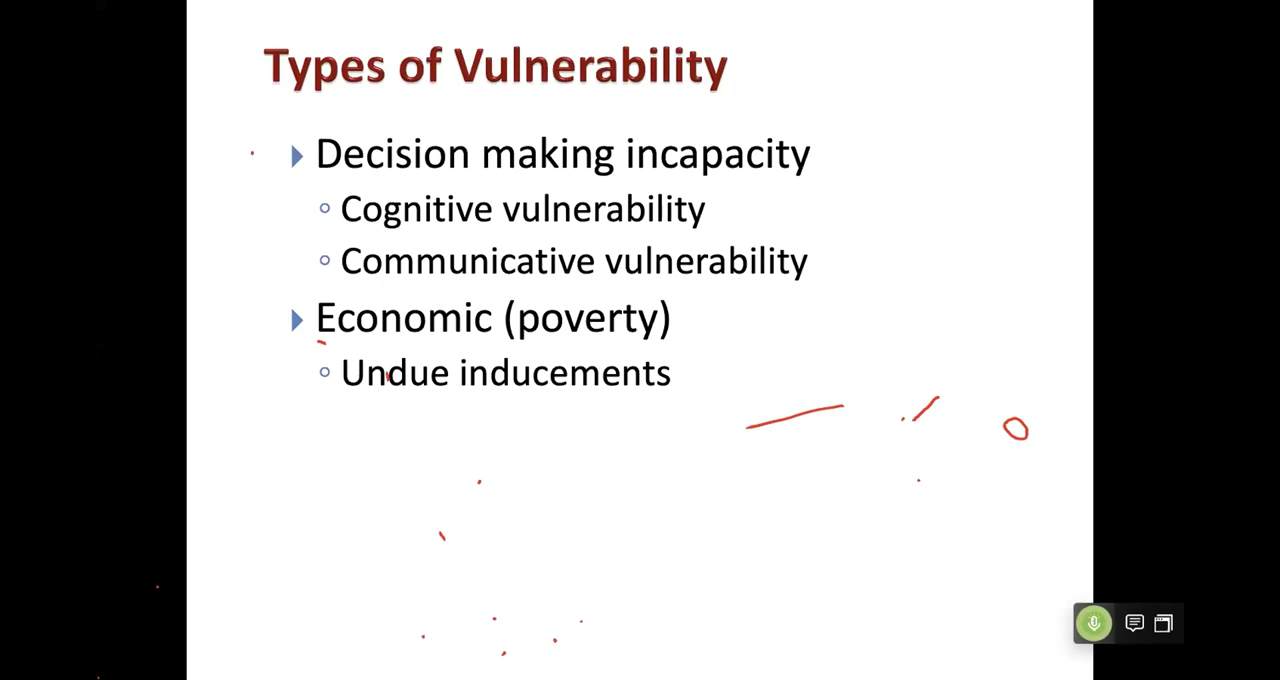 Types of Vulnerability
Decision making incapacity
Cognitive vulnerability
Communicative vulnerability
Economic (poverty)
Undue inducements